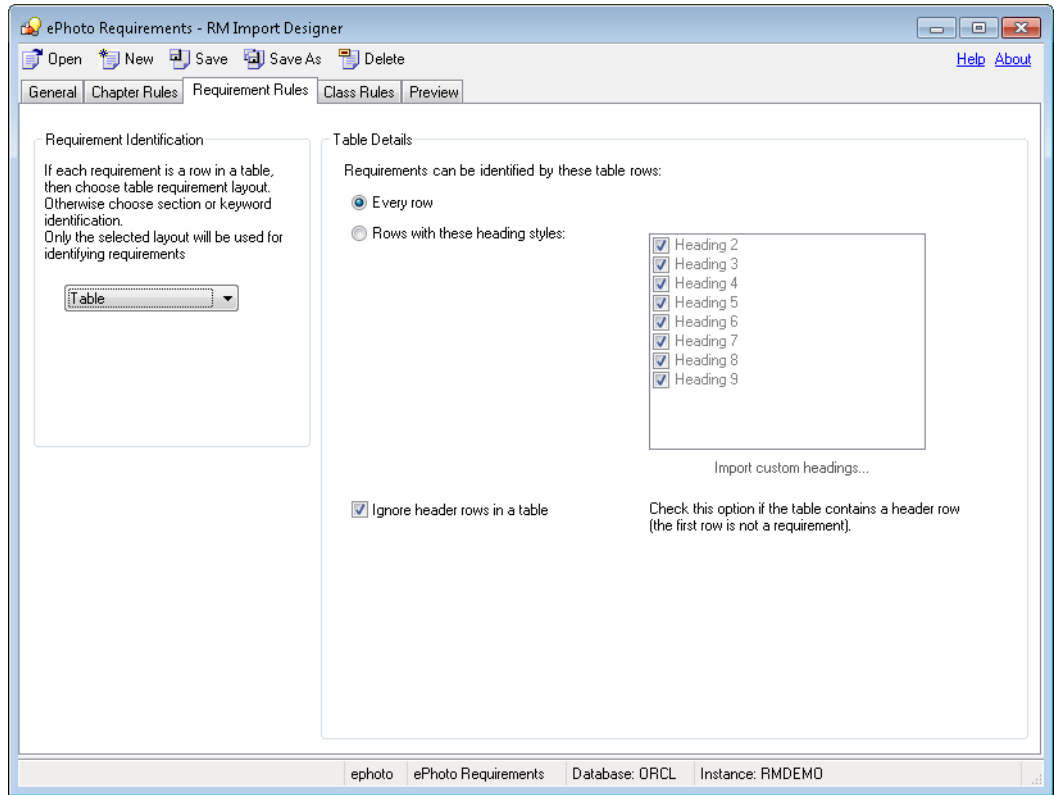 ePhoto Requirements - RM Import Designer
Open New Save Save As Delete Help About
General Chapter Rules Requirement Rules Class Rules Preview
Requirement Identification
If each requirement is a row in a table,
then choose table requirement layout.
Otherwise choose section or keyword
identification.
Only the selected layout will be used for
identifying requirements
Table
Table Details
Requirements can be identified by these table rows:
Every row
Rows with these heading styles:
Heading 2
Heading 3
Heading 4
Heading 5
Heading 6
Heading 7
Heading 8
Heading 9
Import custom headings...
Ignore header rows in a table
Check this option if the table contains a header row
(the first row is not a requirement).
ephoto ePhoto Requirements Database: ORCL Instance: RMDEMO